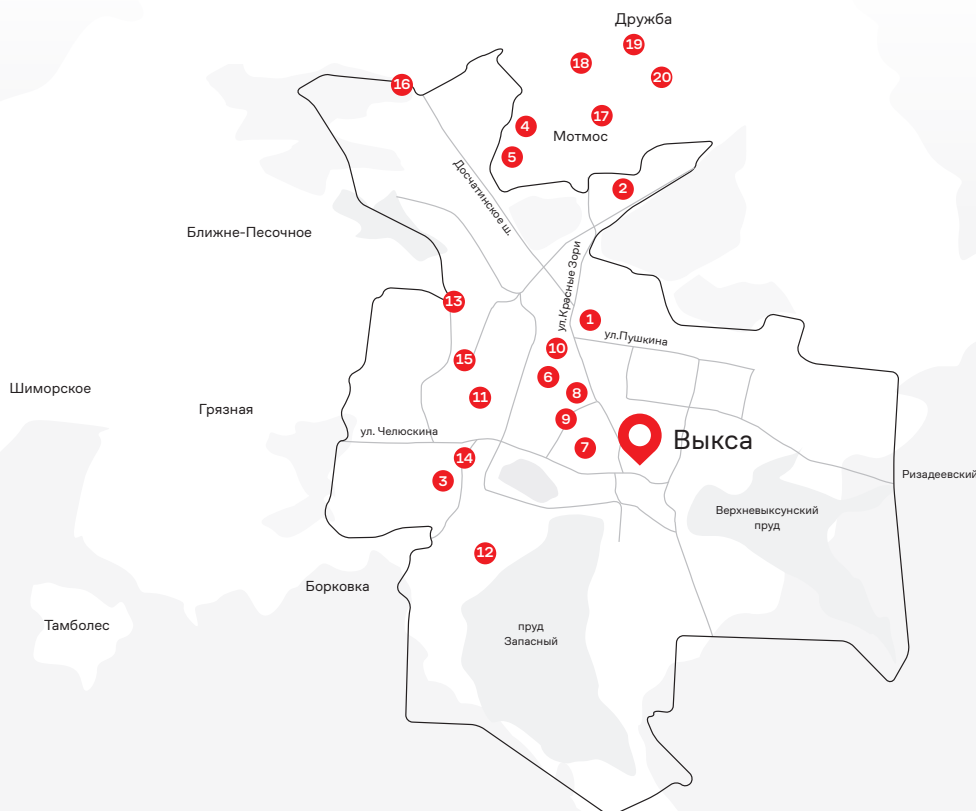 Дружба
19
18
20
16
17
4
Мотмос
5
Досчатинское ш.
2
Ближне-Песочное
ул.Красные Зори
13
1
ул.Пушкина
10
15
6
Шиморское
8
11
Грязная
9
ул. Челюскина
Выкса
7
14
Ризадеевский
3
Верхневыксунский
пруд
12
Борковка
Тамболес
пруд
Запасный